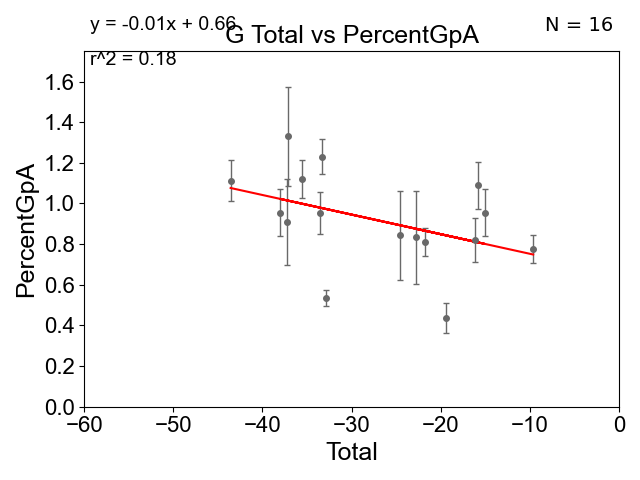 y = -0.01x + 0.66
N = 16
G Total vs PercentGpA
r^2 = 0.18
PercentGpA
1.6
1.4
1.2
1.0
0.8
0.6
0.4
0.2
0.0
−60 −50 −40 −30 −20 −10 0
Total